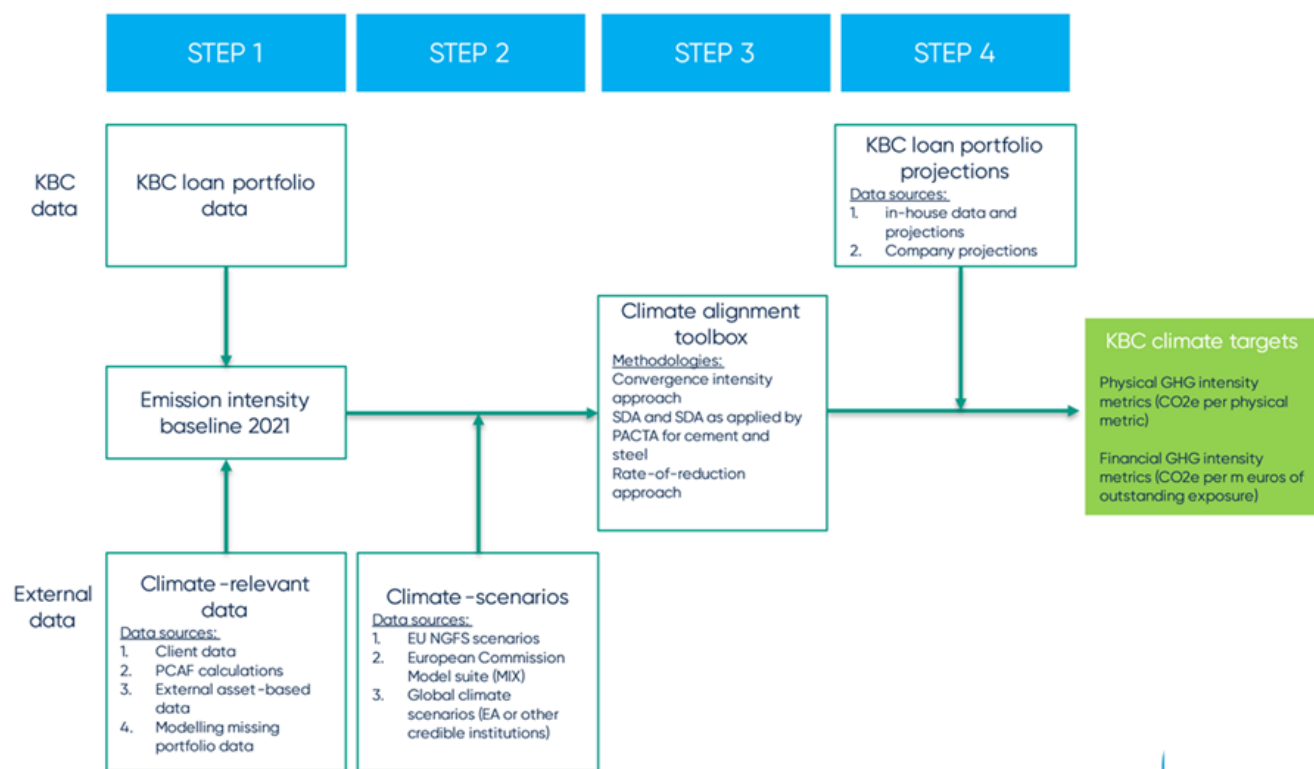 STEP 1
STEP 2
STEP 3
STEP 4
KBC
data
KBC loan portfolio
data
KBC loan portfolio
projections
Data sources:
1. in-house data and
projections
2. Company projections
Emission intensity
baseline 2021
Climate alignment
toolbox
Methodologies:
Convergence intensity
approach
SDA and SDA as applied by
PACTA for cement and
steel
Rate-of-reduction
approach
KBC climate targets
Physical GHG intensity
metrics (CO2e per physical
metric)
Financial GHG intensity
metrics (CO2e per m euros of
outstanding exposure)
External
data
Climate-relevant
data
Data sources:
1. Client data
2. PCAF calculations
3. External asset-based
data
4. Modelling missing
portfolio data
Climate-scenarios
Data sources:
1. EU NGFS scenarios
2. European Commission
Model suite (MIX)
3. Global climate
scenarios (EA or other
credible institutions)